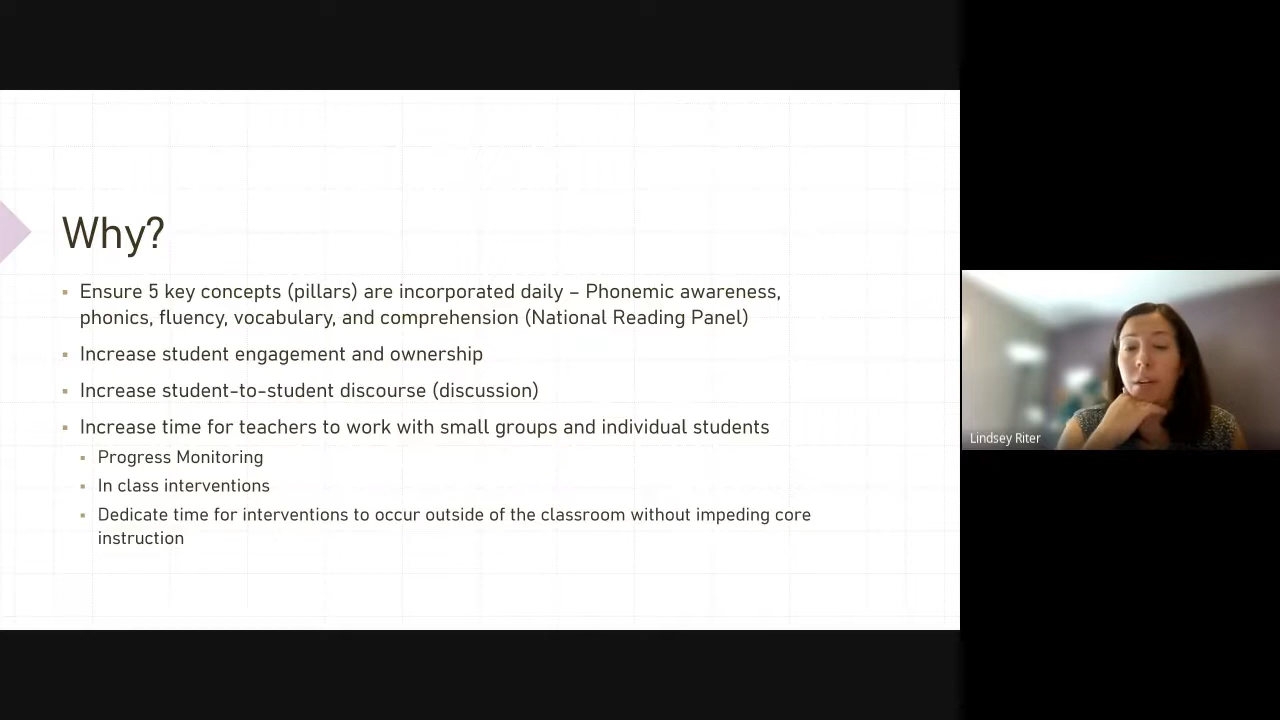 Why?
▪ Ensure 5 key concepts (pillars) are incorporated daily – Phonemic awareness,
phonics, fluency, vocabulary, and comprehension (National Reading Panel)
▪ Increase student engagement and ownership
▪ Increase student-to-student discourse (discussion)
▪ Increase time for teachers to work with small groups and individual students
▪ Progress Monitoring
▪ In class interventions
▪ Dedicate time for interventions to occur outside of the classroom without impeding core
instruction
Lindsey Riter